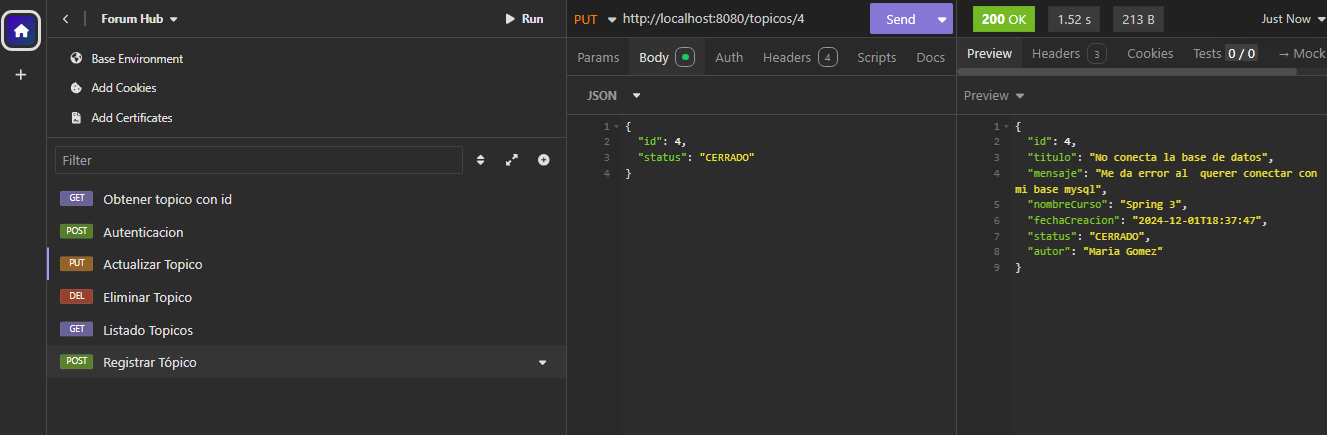 Forum Hub
Run
Base Environment
Add Cookies
Add Certificates
Filter
GET Obtener topico con id
POST Autenticacion
PUT Actualizar Topico
DEL Eliminar Topico
GET Listado Topicos
POST Registrar Tópico
PUT http://localhost:8080/topicos/4 Send
Params Body Auth Headers 4 Scripts Docs
JSON
1 {
2 "id": 4,
3 "status": "CERRADO"
4 }
200 OK 1.52 s 213 B Just Now
Preview Headers 3 Cookies Tests 0 / 0 → Mock
Preview
1 {
2 "id": 4,
3 "titulo": "No conecta la base de datos",
4 "mensaje": "Me da error al  querer conectar con
mi base mysql",
5 "nombreCurso": "Spring 3",
6 "fechaCreacion": "2024-12-01T18:37:47",
7 "status": "CERRADO",
8 "autor": "Maria Gomez"
9 }